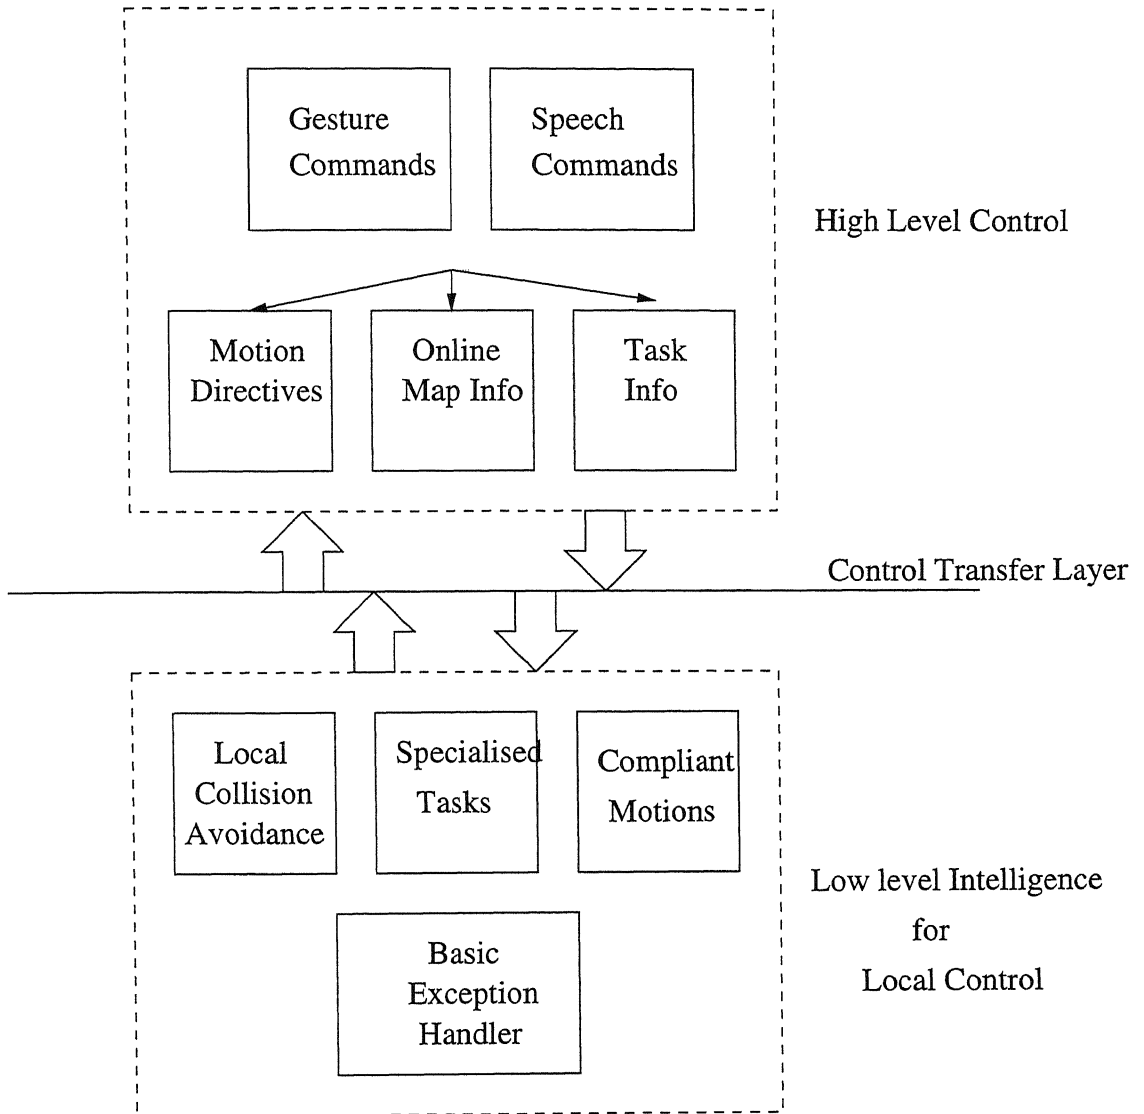 Gesture
Commands
Speech
Commands
High Level Control
Motion
Directives
Online
Map Info
Task
Info
Control Transfer Layer
Local
Collision
Avoidance
Specialised
Tasks
Compliant
Motions
Low level Intelligence
for
Local Control
Basic
Exception
Handler